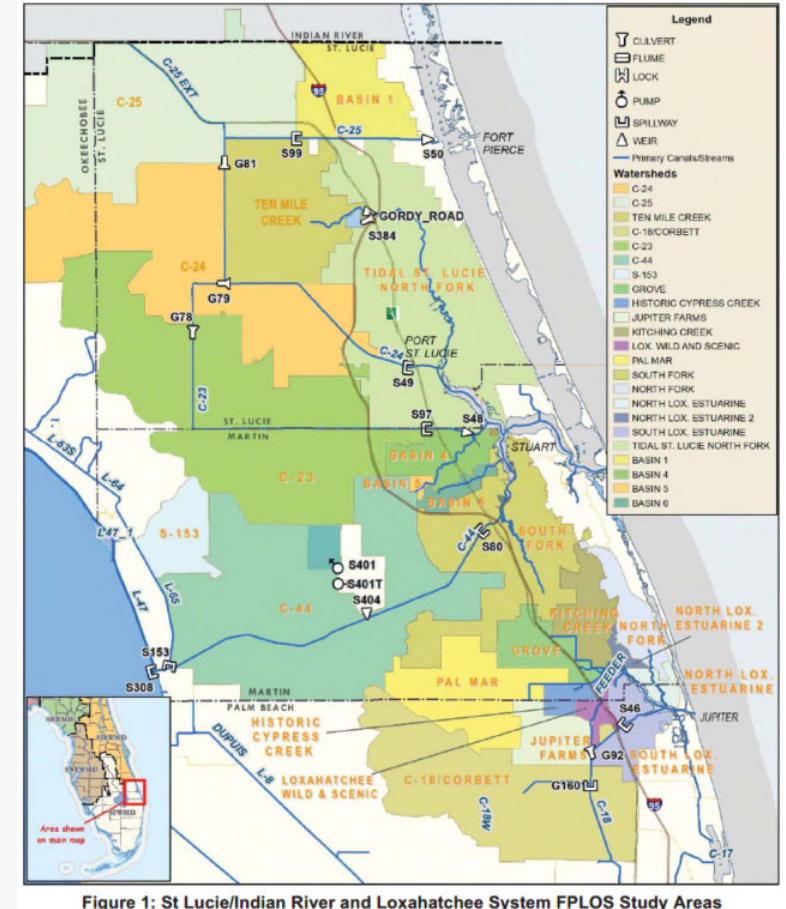 INDIAN RIVER
ST. LUCIE
C-25 EXT
C-25
95
BASIN 1
OKEECHOBEE
ST. LUCIE
C-25
S99
S50
FORT
PIERCE
G81
TEN MILE
CREEK
GORDY_ROAD
S384
C-24
TIDAL ST. LUCIE
NORTH FORK
G79
G78
PORT
ST. LUCIE
C-24
S49
C-23
S97
S48
ST. LUCIE
MARTIN
STUART
L-63S
L-64
BASIN 4
C-23
BASIN 5
BASIN 6
L47_1
S-153
C-44
S80
SOUTH
FORK
S401
S401T
S404
L-47
L-65
C-44
KITCHING
CREEK
NORTH
FORK
NORTH LOX.
ESTUARINE 2
GROVE
S153
S308
PAL MAR
FEEDER
NORTH LOX.
ESTUARINE
MARTIN
PALM BEACH
S46
JUPITER
HISTORIC
CYPRESS
CREEK
DUPUIS
L-8
JUPITER
FARMS
G92
SOUTH LOX.
ESTUARINE
LOXAHATCHEE
WILD & SCENIC
C-18/CORBETT
G160
C-18W
C-18
95
C-17
Legend
CULVERT
FLUME
LOCK
PUMP
SPILLWAY
WEIR
Primary Canals/Streams
Watersheds
C-24
C-25
TEN MILE CREEK
C-18/CORBETT
C-23
C-44
S-153
GROVE
HISTORIC CYPRESS CREEK
JUPITER FARMS
KITCHING CREEK
LOX. WILD AND SCENIC
PAL MAR
SOUTH FORK
NORTH FORK
NORTH LOX. ESTUARINE
NORTH LOX. ESTUARINE 2
SOUTH LOX. ESTUARINE
TIDAL ST. LUCIE NORTH FORK
BASIN 1
BASIN 4
BASIN 5
BASIN 6
SRWMD
SJRWMD
SWFWMD
SFWMD
Area shown
on main map
Figure 1: St Lucie/Indian River and Loxahatchee System FPLOS Study Areas